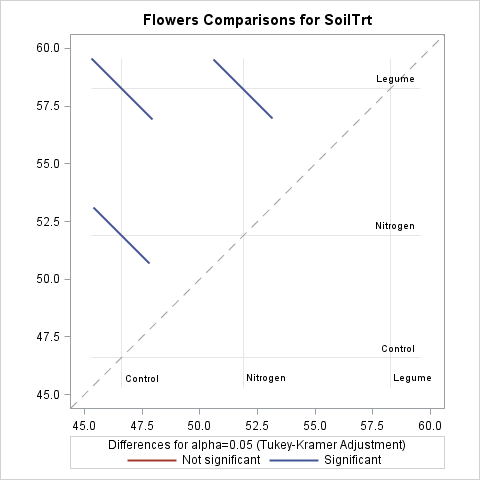 Flowers Comparisons for SoilTrt
60.0
Legume
57.5
55.0
52.5
Nitrogen
50.0
47.5
Control
Control Nitrogen Legume
45.0
45.0 47.5 50.0 52.5 55.0 57.5 60.0
Differences for alpha=0.05 (Tukey-Kramer Adjustment)
Not significant Significant